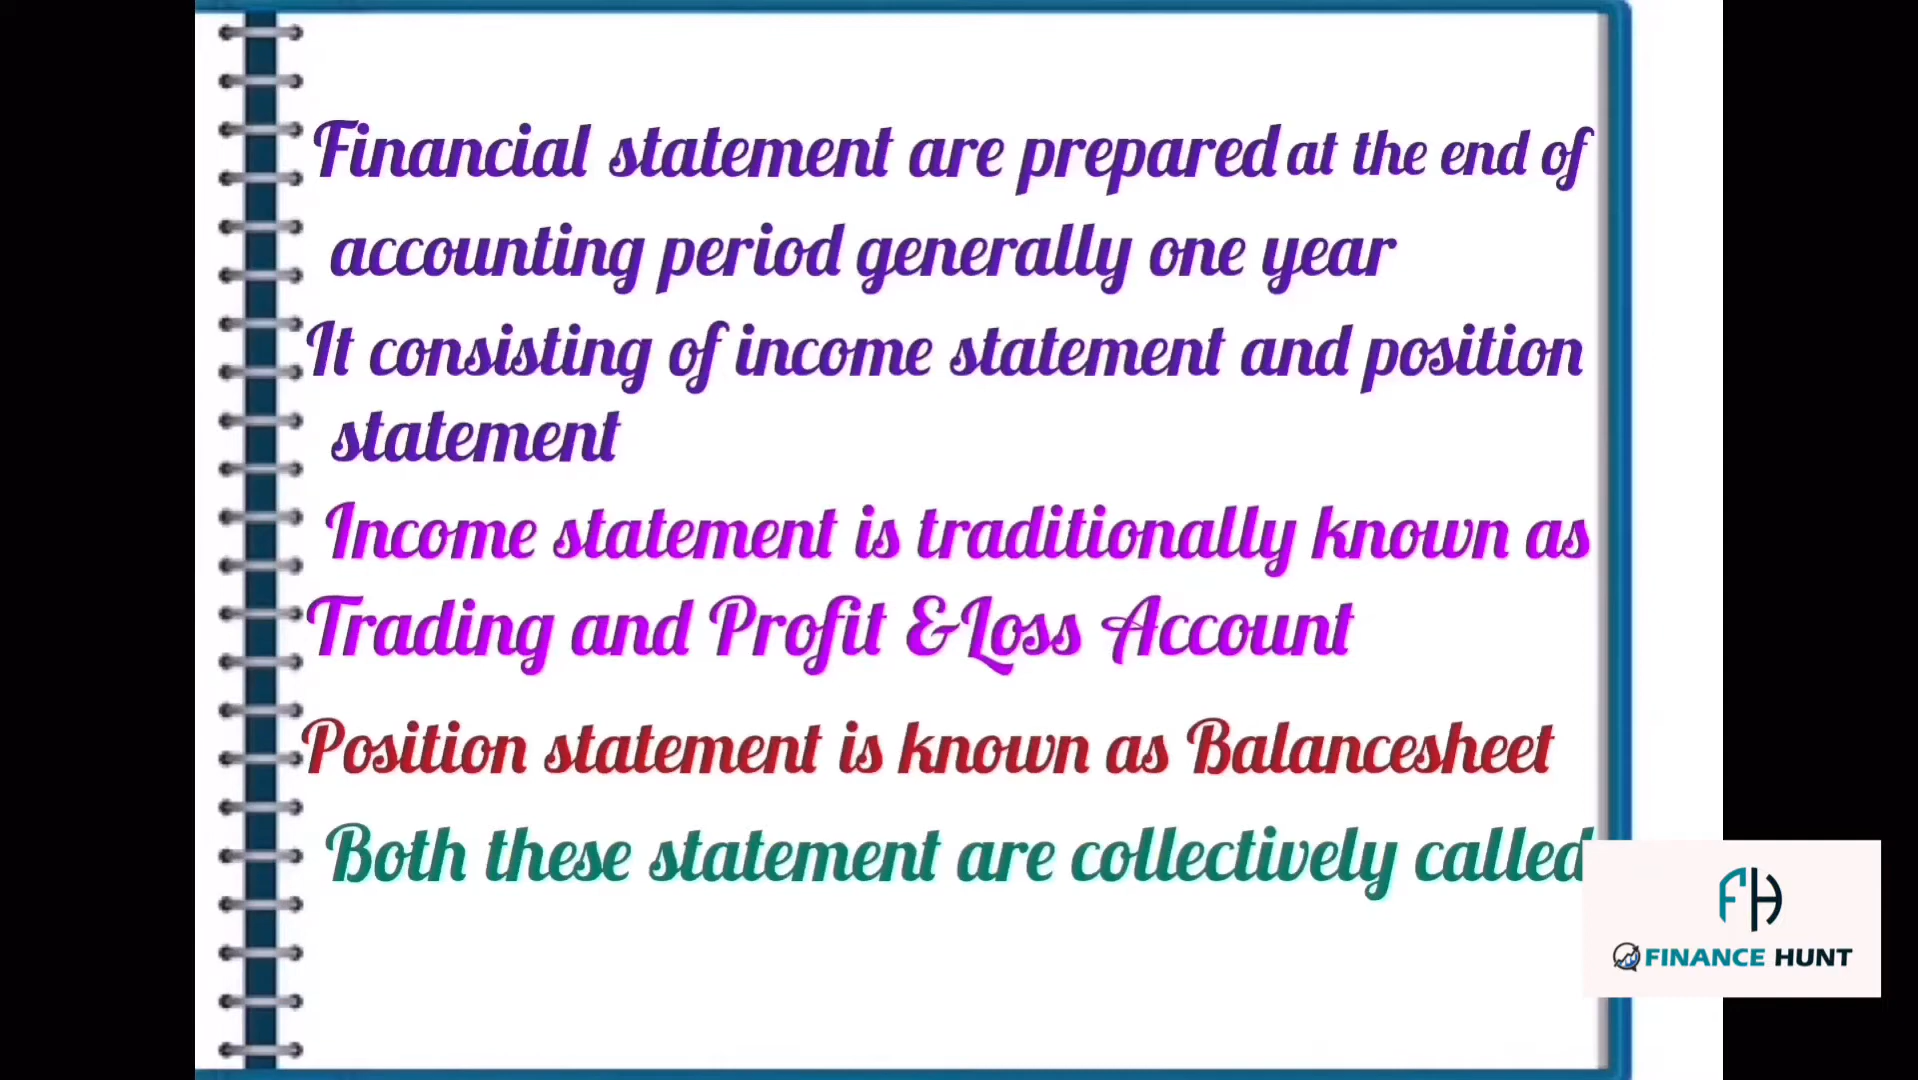 Financial statement are prepared at the end of
accounting period generally one year
It consisting of income statement and position
statement
Income statement is traditionally known as
Trading and Profit &Loss Account
Position statement is known as Balancesheet
Both these statement are collectively called
FH
FINANCE HUNT